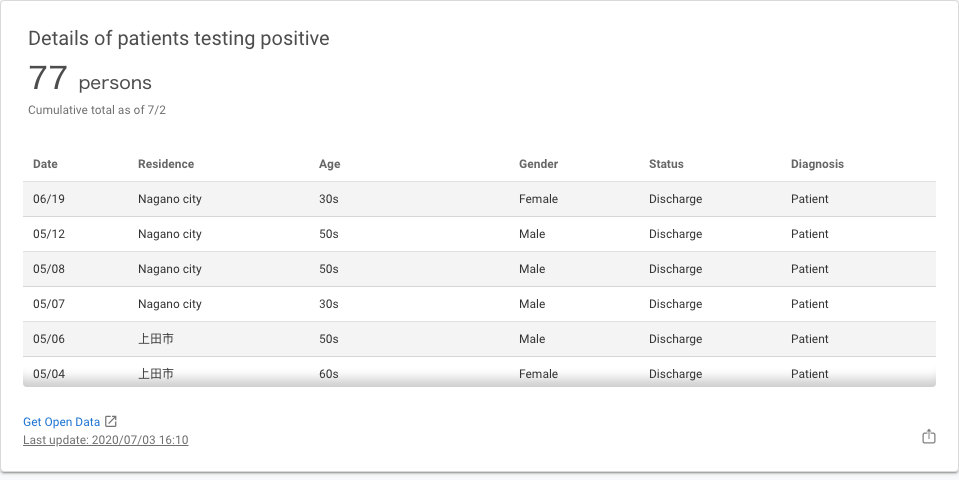 Details of patients testing positive
77 persons
Cumulative total as of 7/2
Date Residence Age Gender Status Diagnosis
06/19 Nagano city 30s Female Discharge Patient
05/12 Nagano city 50s Male Discharge Patient
05/08 Nagano city 50s Male Discharge Patient
05/07 Nagano city 30s Male Discharge Patient
05/06 上田市 50s Male Discharge Patient
05/04 上田市 60s Female Discharge Patient
Get Open Data
Last update: 2020/07/03 16:10